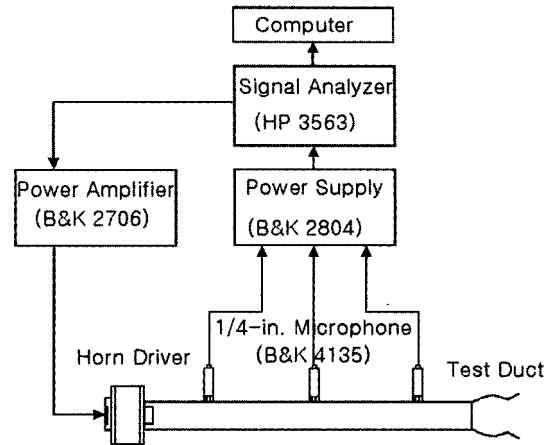 Computer
Signal Analyzer
(HP 3563)
Power Amplifier
(B&K 2706)
Power Supply
(B&K 2804)
1/4-in. Microphone
(B&K 4135)
Horn Driver
Test Duct